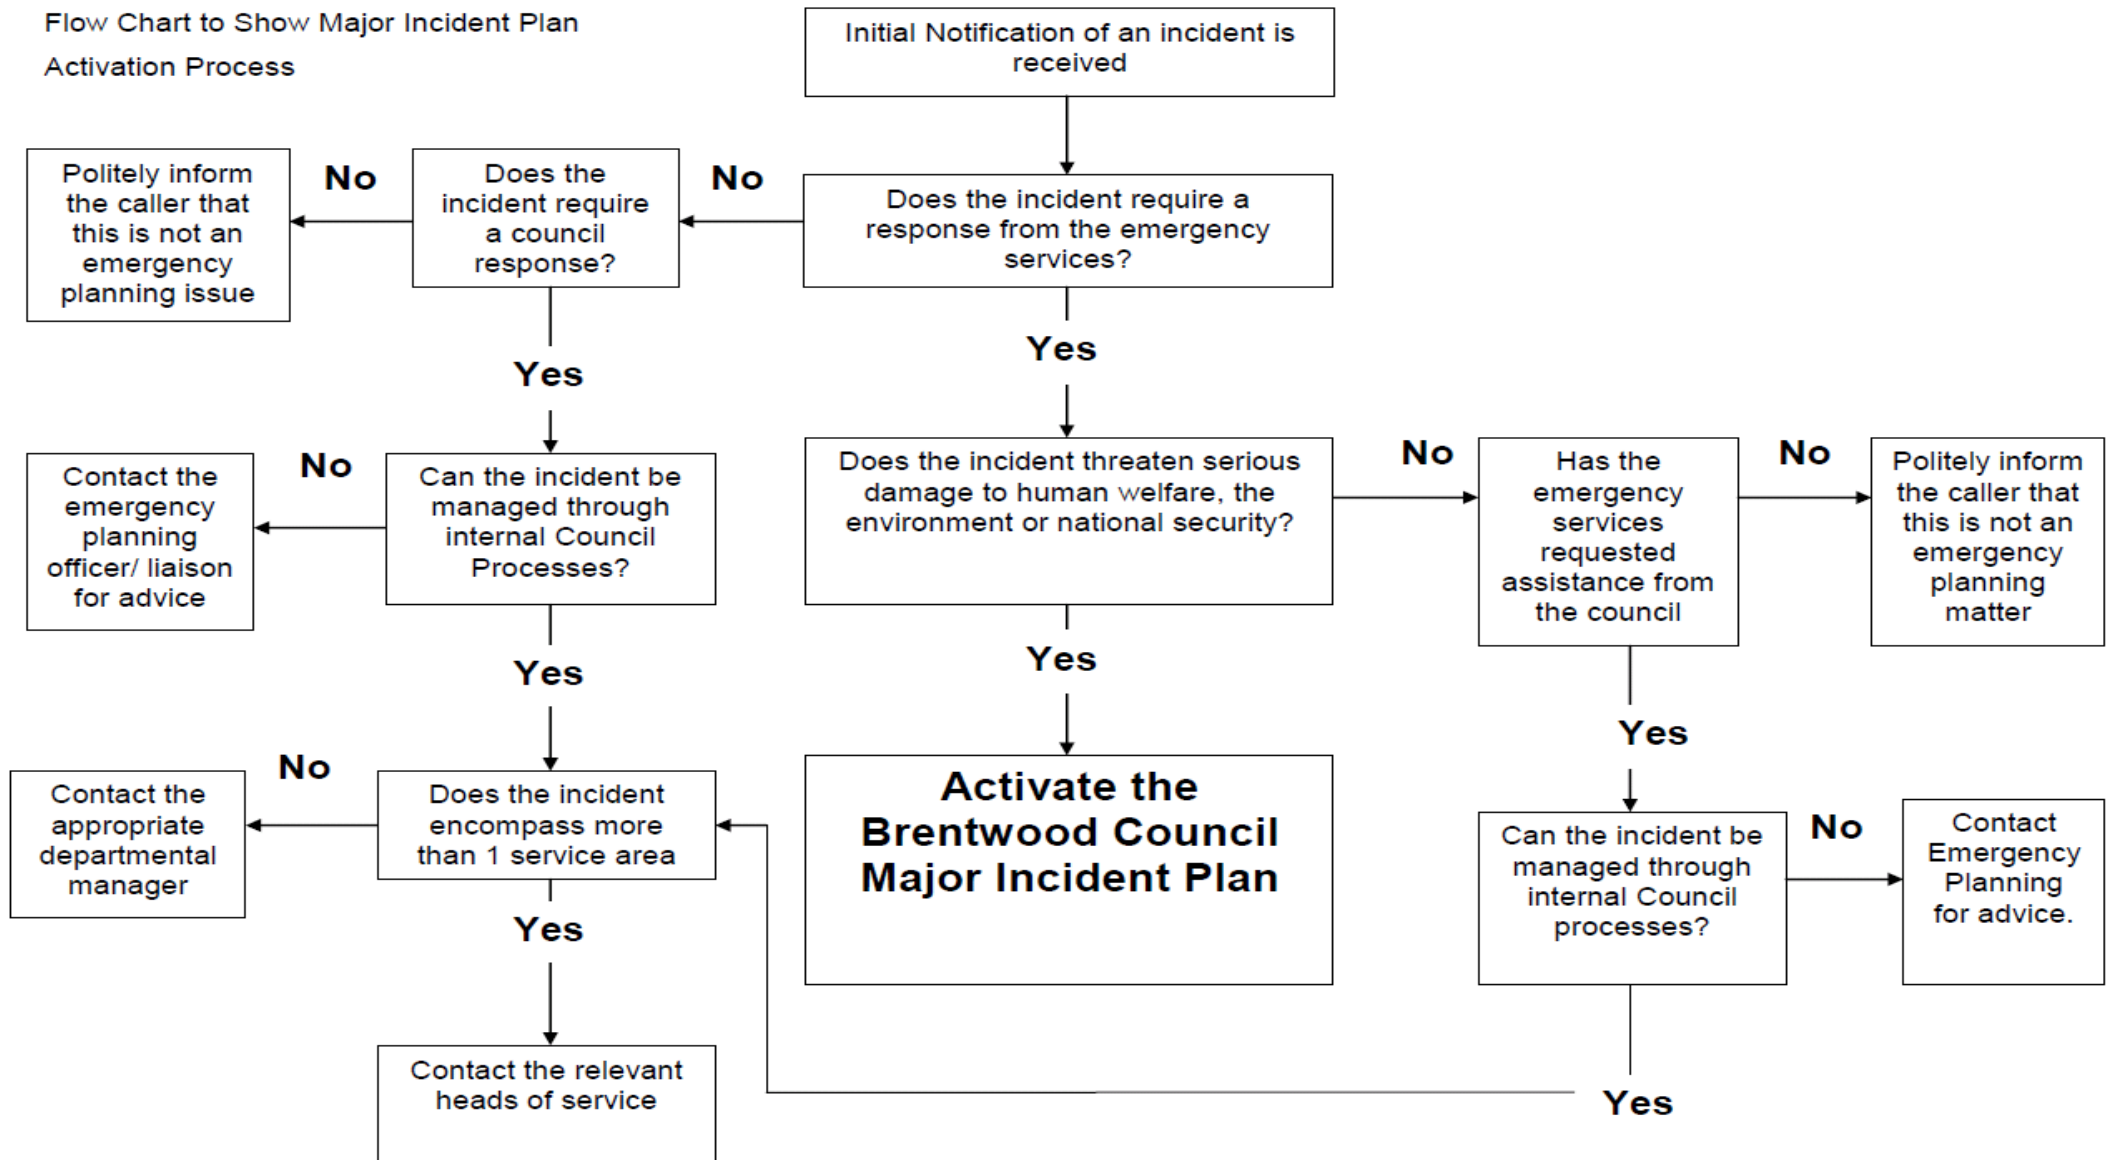 Flow Chart to Show Major Incident Plan
Activation Process
Initial Notification of an incident is
received
Politely inform
the caller that
this is not an
emergency
planning issue
No
Does the
incident require
a council
response?
No
Does the incident require a
response from the emergency
services?
Yes
Yes
Contact the
emergency
planning
officer/ liaison
for advice
No
Can the incident be
managed through
internal Council
Processes?
Does the incident threaten serious
damage to human welfare, the
environment or national security?
No
Has the
emergency
services
requested
assistance from
the council
No
Politely inform
the caller that
this is not an
emergency
planning
matter
Yes
Yes
Yes
Contact the
appropriate
departmental
manager
No
Does the incident
encompass more
than 1 service area
Activate the
Brentwood Council
Major Incident Plan
Can the incident be
managed through
internal Council
processes?
No
Contact
Emergency
Planning
for advice.
Yes
Contact the relevant
heads of service
Yes